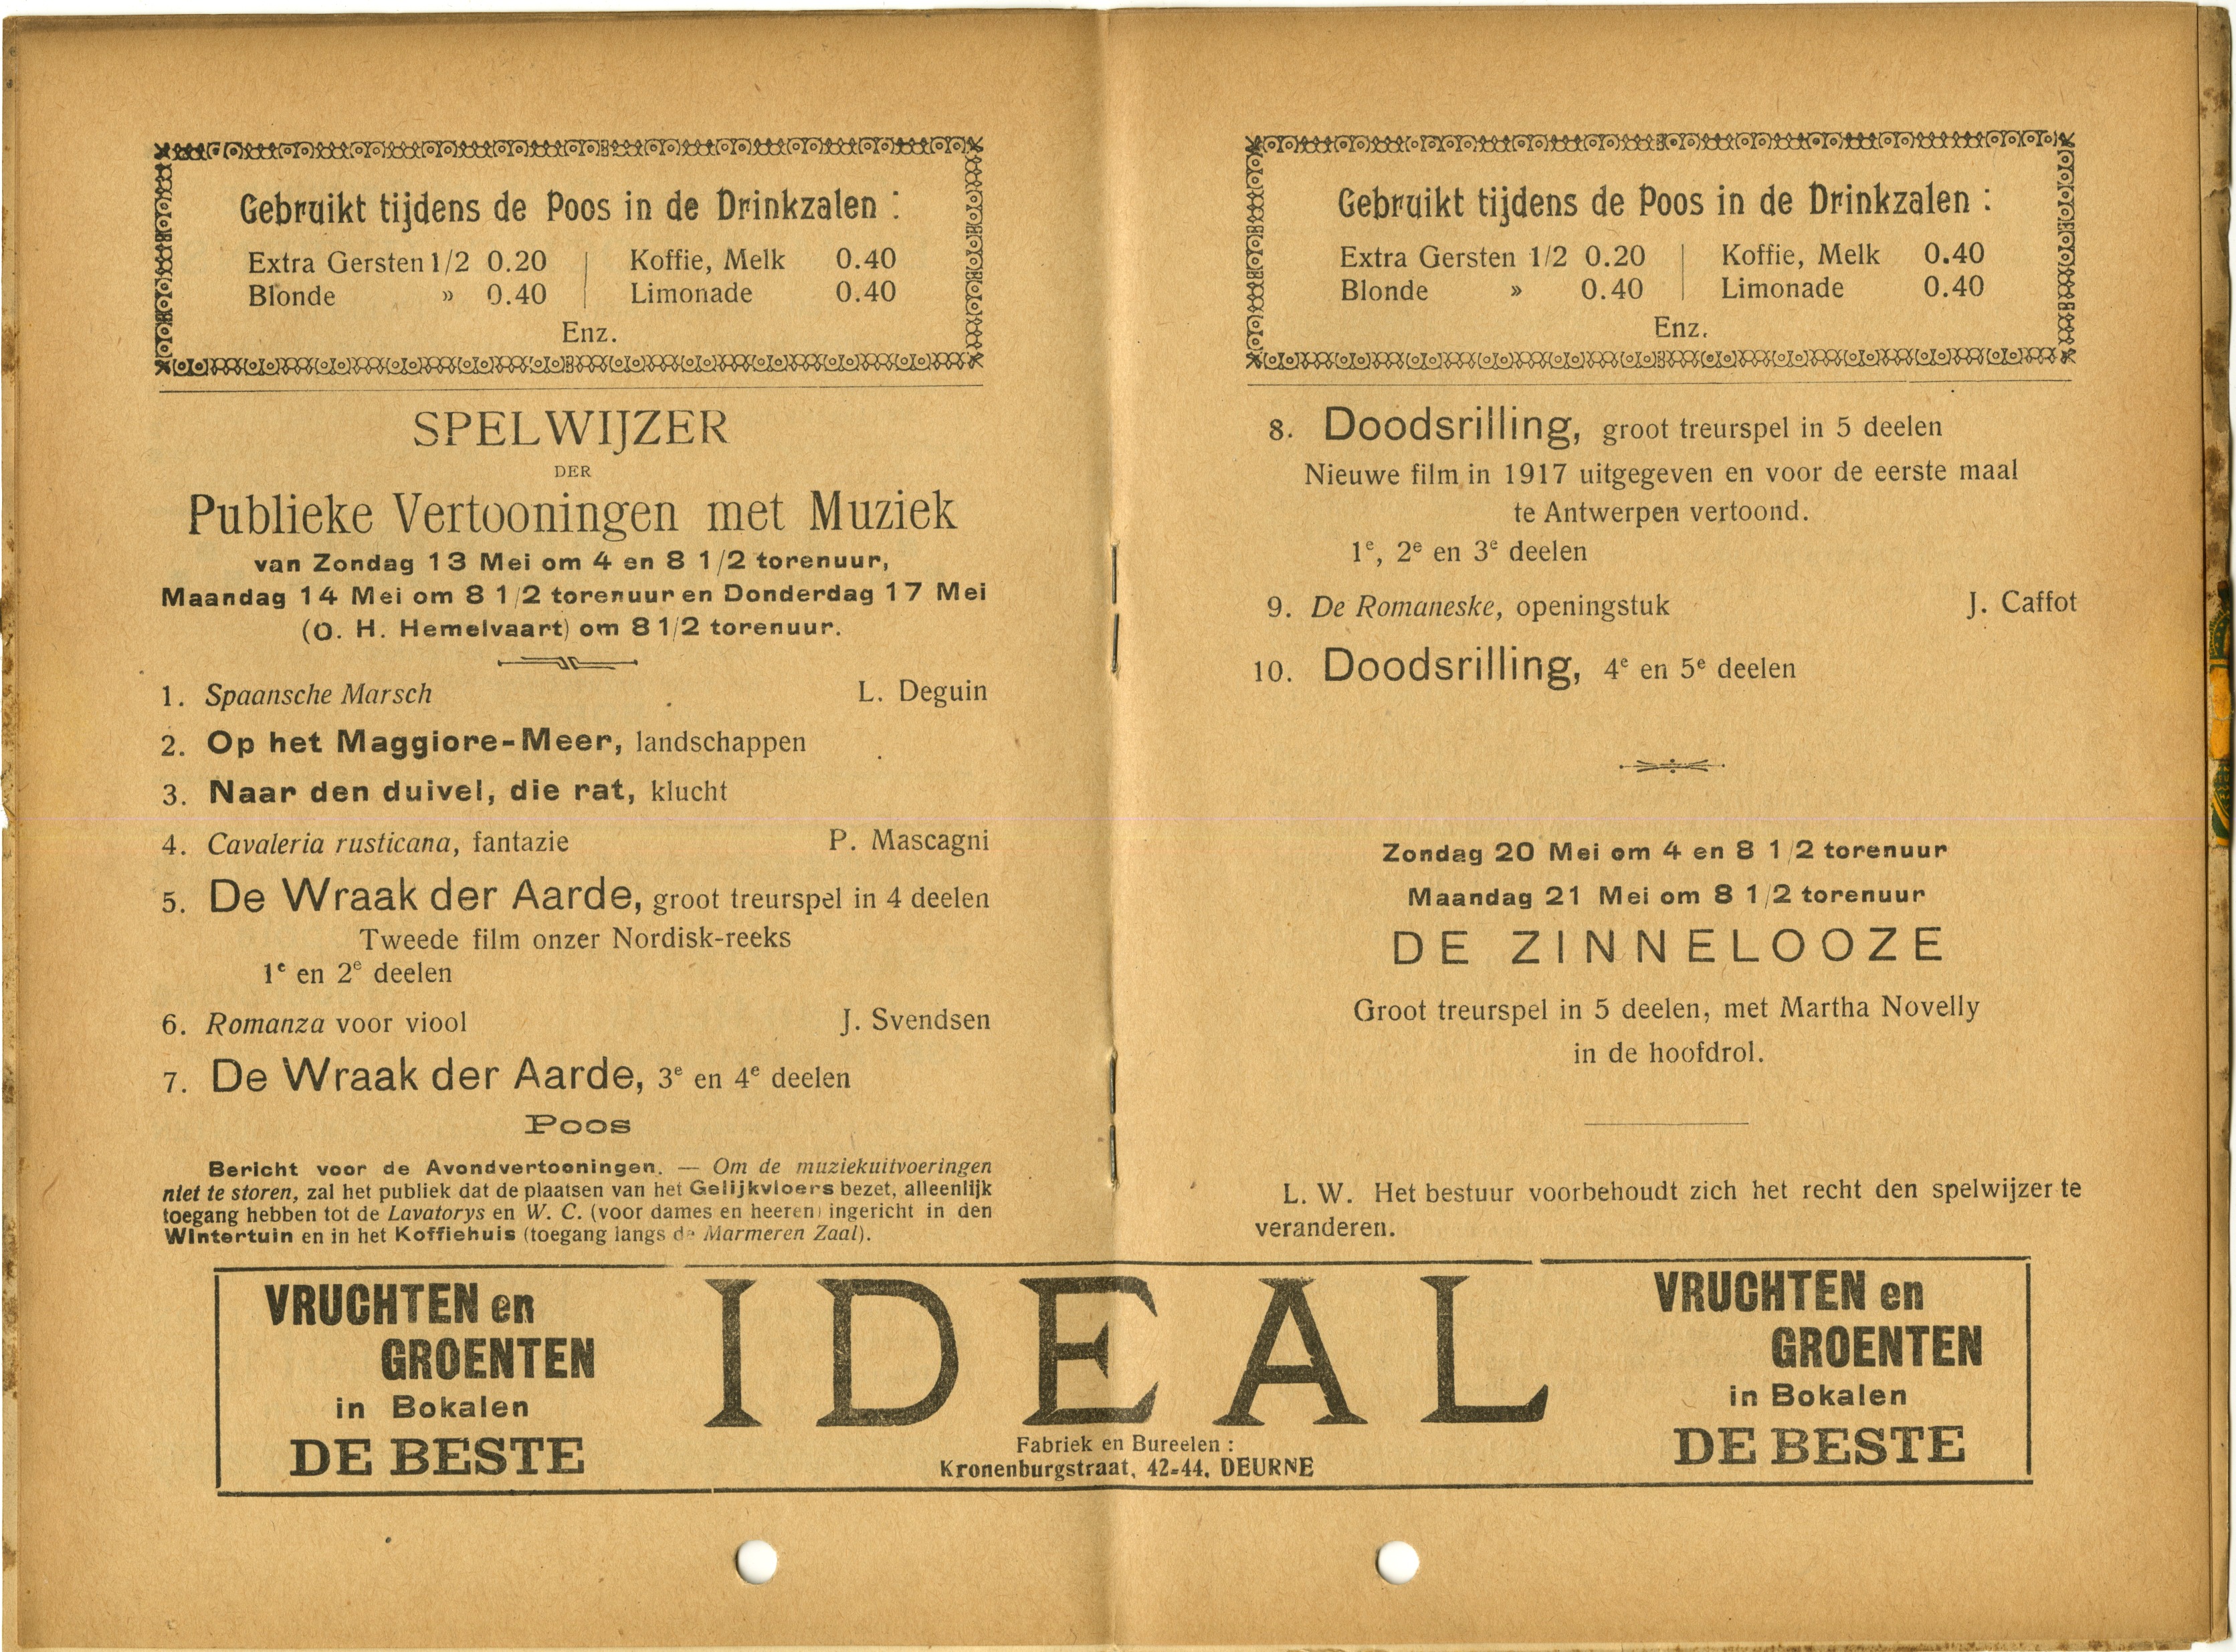 Gebruikt tijdens de Poos in de Drinkzalen :
Extra Gersten 1/2 0.20 Koffie, Melk 0.40
Blonde » 0.40 Limonade 0.40
Enz.
SPELWIJZER
DER
Publieke Vertooningen met Muziek
van Zondag 13 Mei om 4 en 8 1/2 torenuur,
Maandag 14 Mei om 8 1/2 torenuur en Donderdag 17 Mei
(O. H. Hemelvaart) om 8 1/2 torenuur.
1. Spaansche Marsch L. Deguin
2. Op het Maggiore-Meer, landschappen
3. Naar den duivel, die rat, klucht
4. Cavaleria rusticana, fantazie P. Mascagni
5. De Wraak der Aarde, groot treurspel in 4 deelen
Tweede film onzer Nordisk-reeks
1e en 2e deelen
6. Romanza voor viool J. Svendsen
7. De Wraak der Aarde, 3e en 4e deelen
Poos
Bericht voor de Avondvertooningen. — Om de muziekuitvoeringen
niet te storen, zal het publiek dat de plaatsen van het Gelijkvloers bezet, alleenlijk
toegang hebben tot de Lavatorys en W. C. (voor dames en heeren) ingericht in den
Wintertuin en in het Koffiehuis (toegang langs de Marmeren Zaal).
Gebruikt tijdens de Poos in de Drinkzalen :
Extra Gersten 1/2 0.20 Koffie, Melk 0.40
Blonde » 0.40 Limonade 0.40
Enz.
8. Doodsrilling, groot treurspel in 5 deelen
Nieuwe film in 1917 uitgegeven en voor de eerste maal
te Antwerpen vertoond.
1e, 2e en 3e deelen
9. De Romaneske, openingstuk J. Caffot
10. Doodsrilling, 4e en 5e deelen
Zondag 20 Mei om 4 en 8 1/2 torenuur
Maandag 21 Mei om 8 1/2 torenuur
DE ZINNELOOZE
Groot treurspel in 5 deelen, met Martha Novelly
in de hoofdrol.
L. W. Het bestuur voorbehoudt zich het recht den spelwijzer te
veranderen.
VRUCHTEN en
GROENTEN
in Bokalen
DE BESTE
IDEAL
Fabriek en Bureelen :
Kronenburgstraat, 42-44, DEURNE
VRUCHTEN en
GROENTEN
in Bokalen
DE BESTE